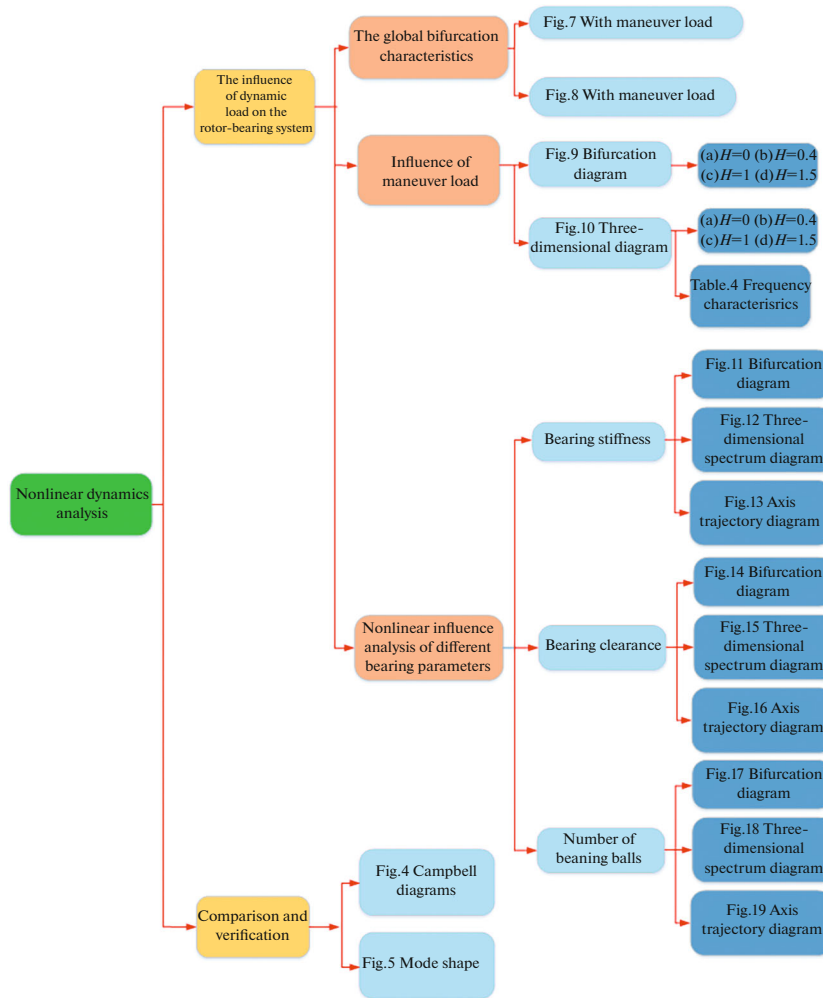 Nonlinear dynamics
analysis
The influence
of dynamic
load on the
rotor-bearing system
The global bifurcation
characteristics
Fig.7 With maneuver load
Fig.8 With maneuver load
Influence of
maneuver load
Fig.9 Bifurcation
diagram
(a)H=0 (b)H=0.4
(c)H=1 (d)H=1.5
Fig.10 Three-
dimensional diagram
(a)H=0 (b)H=0.4
(c)H=1 (d)H=1.5
Table.4 Frequency
characterisrics
Nonlinear influence
analysis of different
bearing parameters
Bearing stiffness
Fig.11 Bifurcation
diagram
Fig.12 Three-
dimensional
spectrum diagram
Fig.13 Axis
trajectory diagram
Bearing clearance
Fig.14 Bifurcation
diagram
Fig.15 Three-
dimensional
spectrum diagram
Fig.16 Axis
trajectory diagram
Number of
beaning balls
Fig.17 Bifurcation
diagram
Fig.18 Three-
dimensional
spectrum diagram
Fig.19 Axis
trajectory diagram
Comparison and
verification
Fig.4 Campbell
diagrams
Fig.5 Mode shape